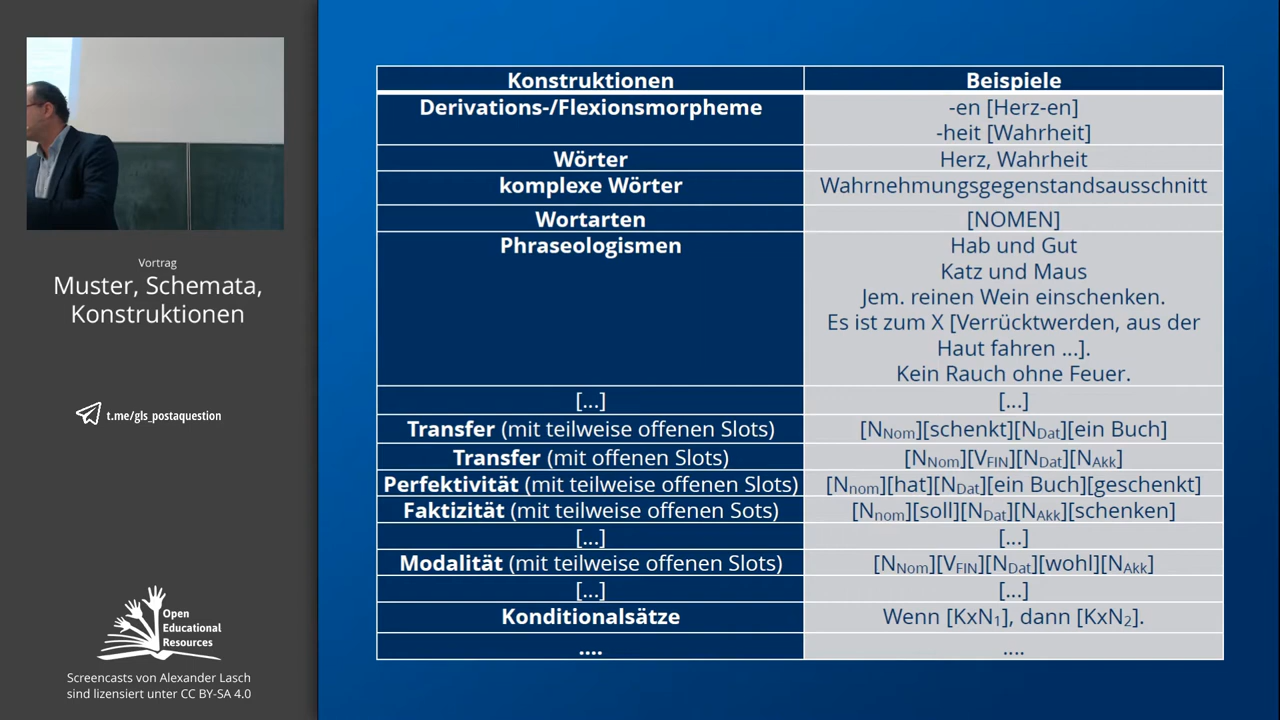 Vortrag
Muster, Schemata,
Konstruktionen
t.me/gls_postaquestion
Open
Educational
Resources
Screencasts von Alexander Lasch
sind lizensiert unter CC BY-SA 4.0
Konstruktionen Beispiele
Derivations-/Flexionsmorpheme -en [Herz-en]
-heit [Wahrheit]
Wörter Herz, Wahrheit
komplexe Wörter Wahrnehmungsgegenstandsausschnitt
Wortarten [NOMEN]
Phraseologismen Hab und Gut
Katz und Maus
Jem. reinen Wein einschenken.
Es ist zum X [Verrücktwerden, aus der
Haut fahren ...].
Kein Rauch ohne Feuer.
[...] [...]
Transfer (mit teilweise offenen Slots) [N_Nom][schenkt][N_Dat][ein Buch]
Transfer (mit offenen Slots) [N_Nom][V_FIN][N_Dat][N_Akk]
Perfektivität (mit teilweise offenen Slots) [N_nom][hat][N_Dat][ein Buch][geschenkt]
Faktizität (mit teilweise offenen Sots) [N_nom][soll][N_Dat][N_Akk][schenken]
[...] [...]
Modalität (mit teilweise offenen Slots) [N_Nom][V_FIN][N_Dat][wohl][N_Akk]
[...] [...]
Konditionalsätze Wenn [KxN₁], dann [KxN₂].
.... ....